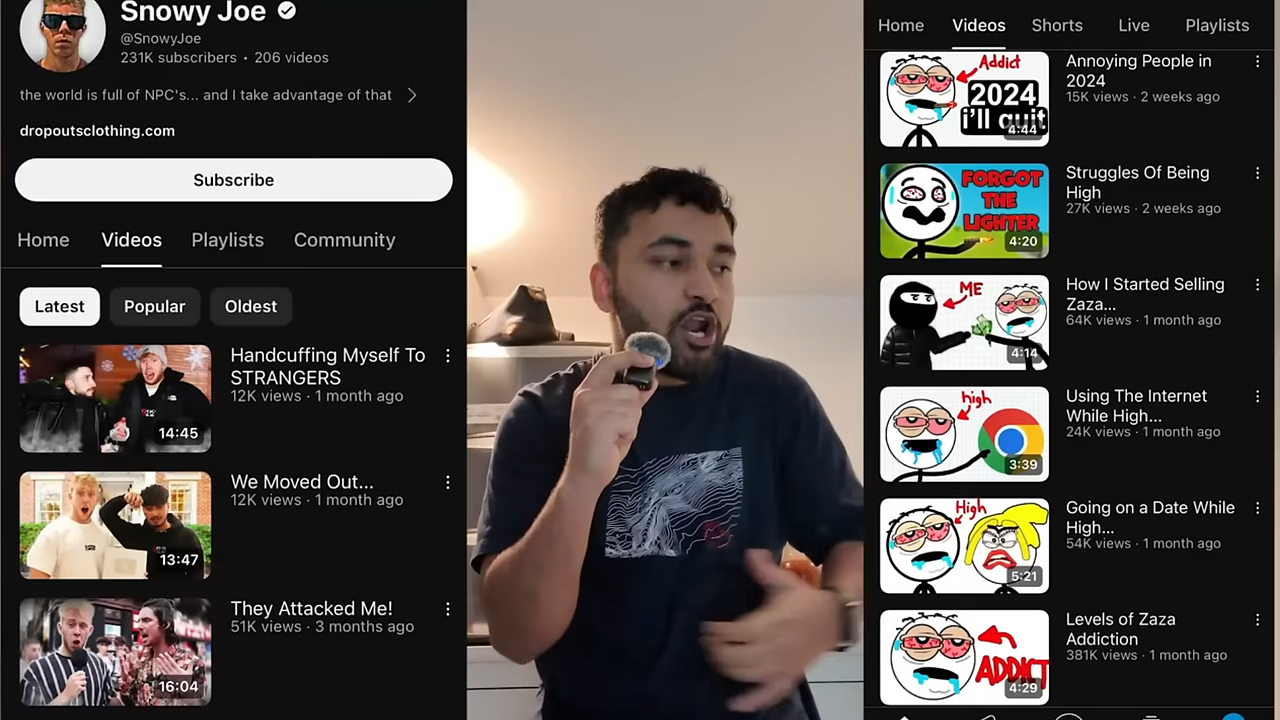 Snowy Joe
@SnowyJoe
231K subscribers • 206 videos
the world is full of NPC's... and I take advantage of that
dropoutsclothing.com
Subscribe
Home Videos Playlists Community
Latest Popular Oldest
14:45
Handcuffing Myself To
STRANGERS
12K views · 1 month ago
13:47
We Moved Out...
12K views · 1 month ago
16:04
They Attacked Me!
51K views · 3 months ago
Home Videos Shorts Live Playlists
Addict
2024
i'll quit
4:44
Annoying People in
2024
15K views · 2 weeks ago
FORGOT
THE
LIGHTER
4:20
Struggles Of Being
High
27K views · 2 weeks ago
ME
4:14
How I Started Selling
Zaza...
64K views · 1 month ago
high
3:39
Using The Internet
While High...
24K views · 1 month ago
High
5:21
Going on a Date While
High...
54K views · 1 month ago
ADDICT
4:29
Levels of Zaza
Addiction
381K views · 1 month ago